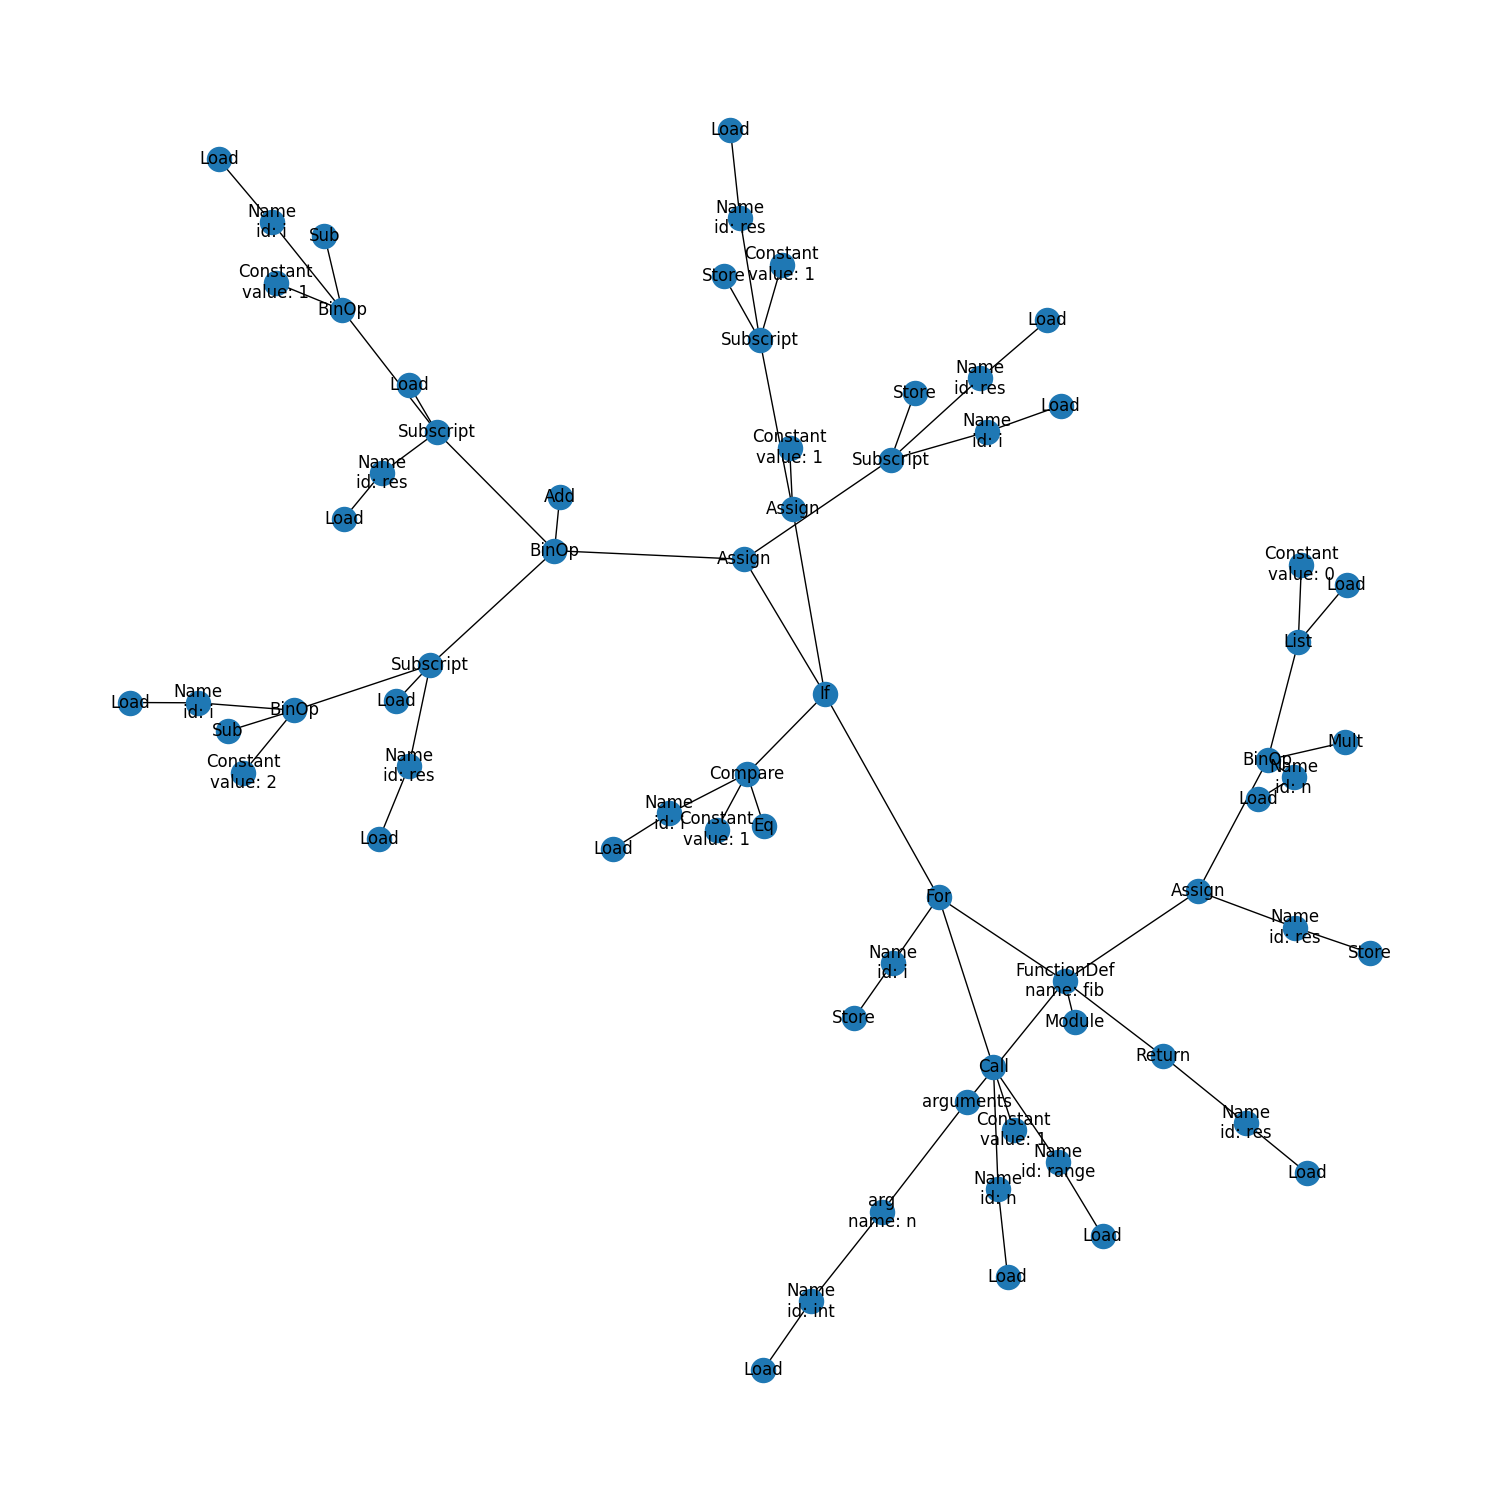 Load
Load
Name
id: res
Name
id: i
Sub
Constant
value: 1
Store
Constant
value: 1
BinOp
Load
Subscript
Name
id: res
Load
Store
Load
Name
id: i
Subscript
Constant
value: 1
Subscript
Name
id: res
Load
Add
Assign
BinOp
Assign
Constant
value: 0
Load
List
Subscript
If
Load
Name
id: i
Load
BinOp
Sub
Mult
BinOp
Name
id: n
Load
Constant
value: 2
Name
id: res
Compare
Name
id: i
Constant
value: 1
Eq
Load
Load
For
Assign
Name
id: res
Store
Name
id: i
FunctionDef
name: fib
Store
Module
Return
Call
arguments
Constant
value: 1
Name
id: res
Name
id: range
Load
Name
id: n
arg
name: n
Load
Load
Name
id: int
Load